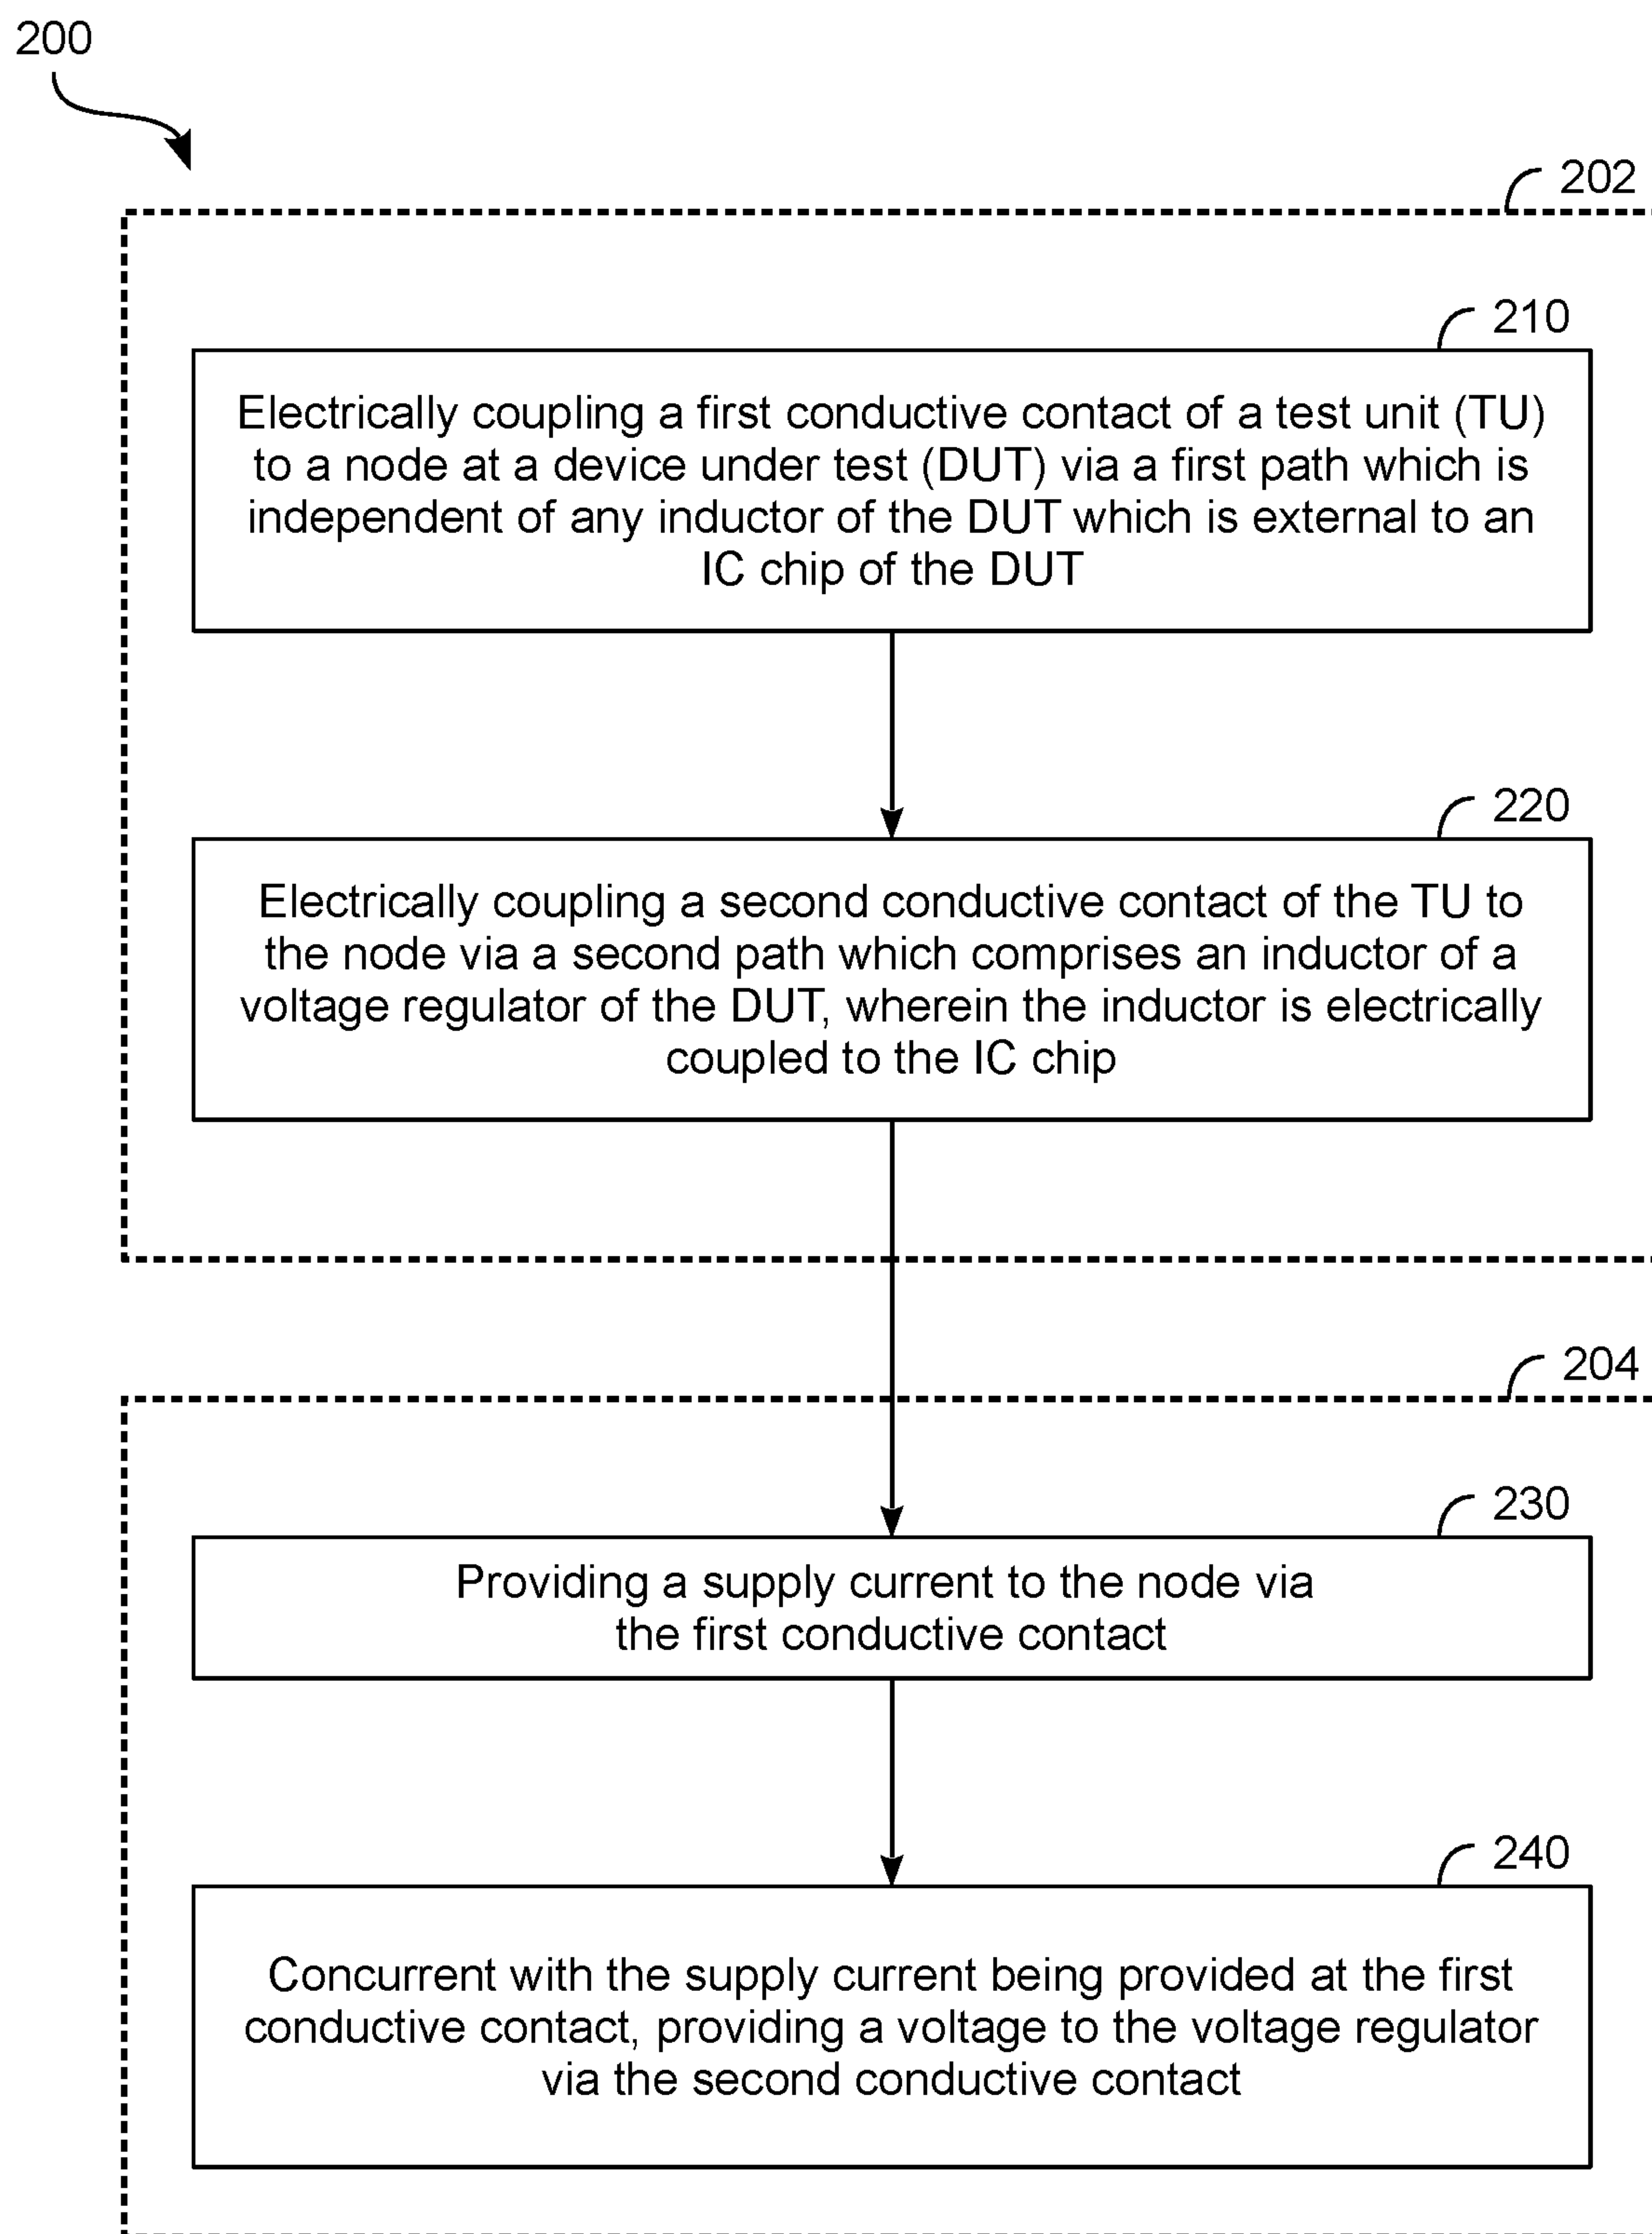 200
202
210
Electrically coupling a first conductive contact of a test unit (TU)
to a node at a device under test (DUT) via a first path which is
independent of any inductor of the DUT which is external to an
IC chip of the DUT
220
Electrically coupling a second conductive contact of the TU to
the node via a second path which comprises an inductor of a
voltage regulator of the DUT, wherein the inductor is electrically
coupled to the IC chip
204
230
Providing a supply current to the node via
the first conductive contact
240
Concurrent with the supply current being provided at the first
conductive contact, providing a voltage to the voltage regulator
via the second conductive contact